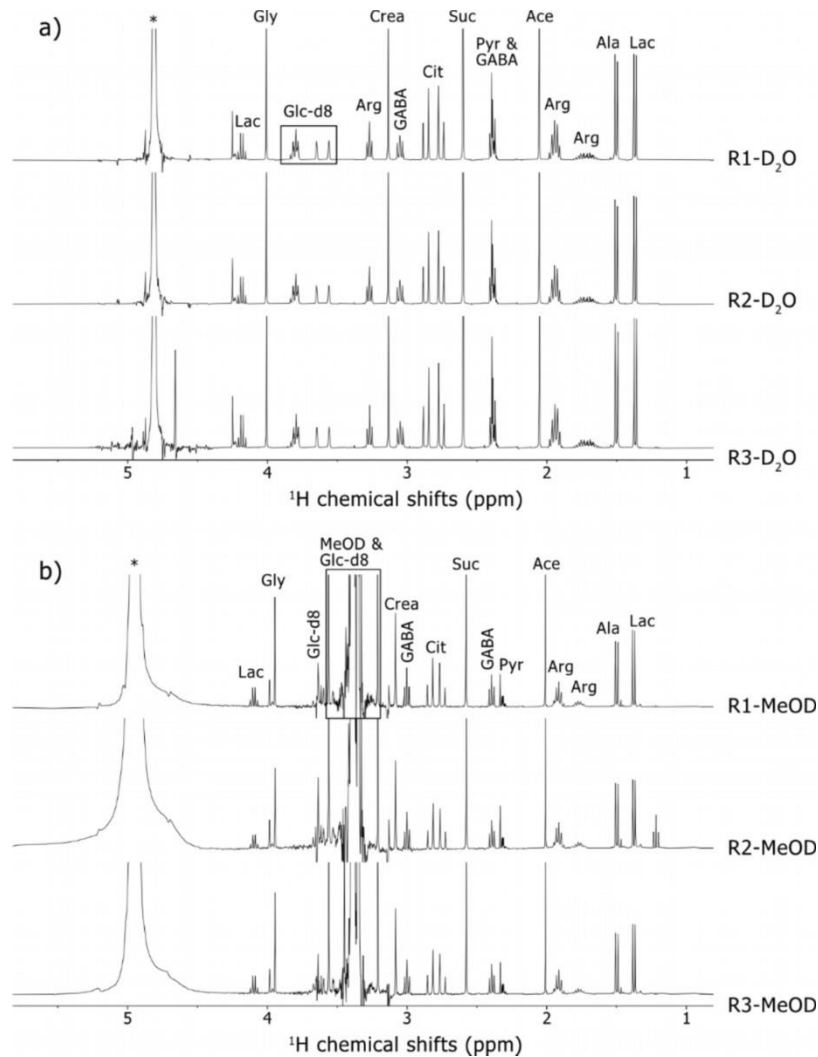 a)
* Gly Crea Suc Ace
Pyr &
GABA
Ala Lac
Lac Glc-d8 Arg GABA Cit Arg Arg
R1-D₂O
R2-D₂O
R3-D₂O
5 4 3 2 1
¹H chemical shifts (ppm)
b)
MeOD &
Glc-d8
* Gly Suc Ace
Lac Glc-d8 Crea GABA Cit GABA Pyr Arg Arg Ala Lac
R1-MeOD
R2-MeOD
R3-MeOD
5 4 3 2 1
¹H chemical shifts (ppm)